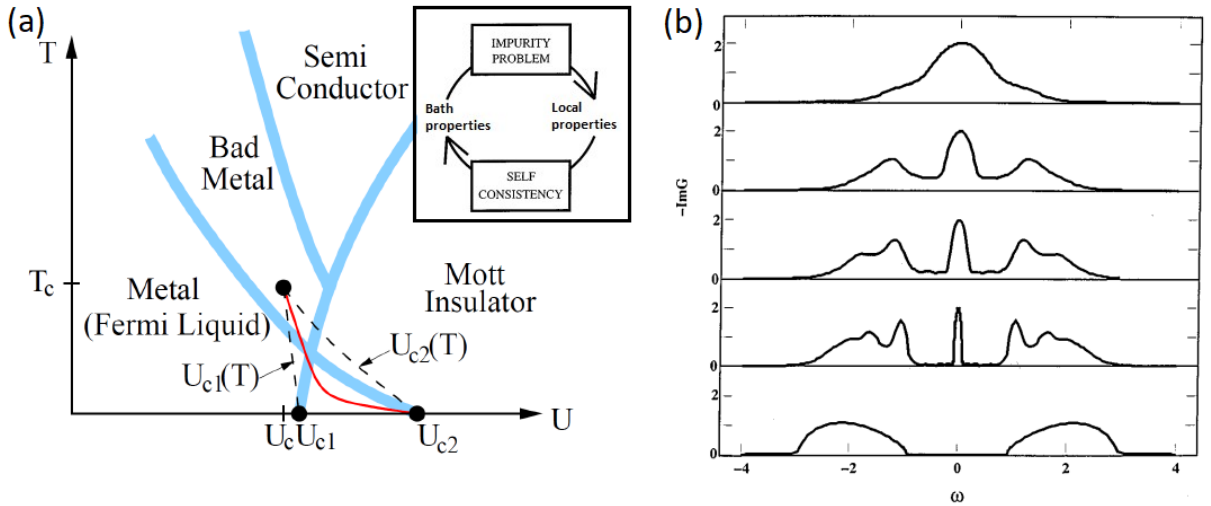 (a)
T
Semi
Conductor
Bad
Metal
IMPURITY
PROBLEM
Bath
properties
Local
properties
SELF
CONSISTENCY
Tc
Metal
(Fermi Liquid)
Mott
Insulator
Uc1(T)
Uc2(T)
Uc Uc1
Uc2
U
(b)
2
0
2
0
2
0
2
0
2
0
-ImG
-4
-2
0
2
4
ω